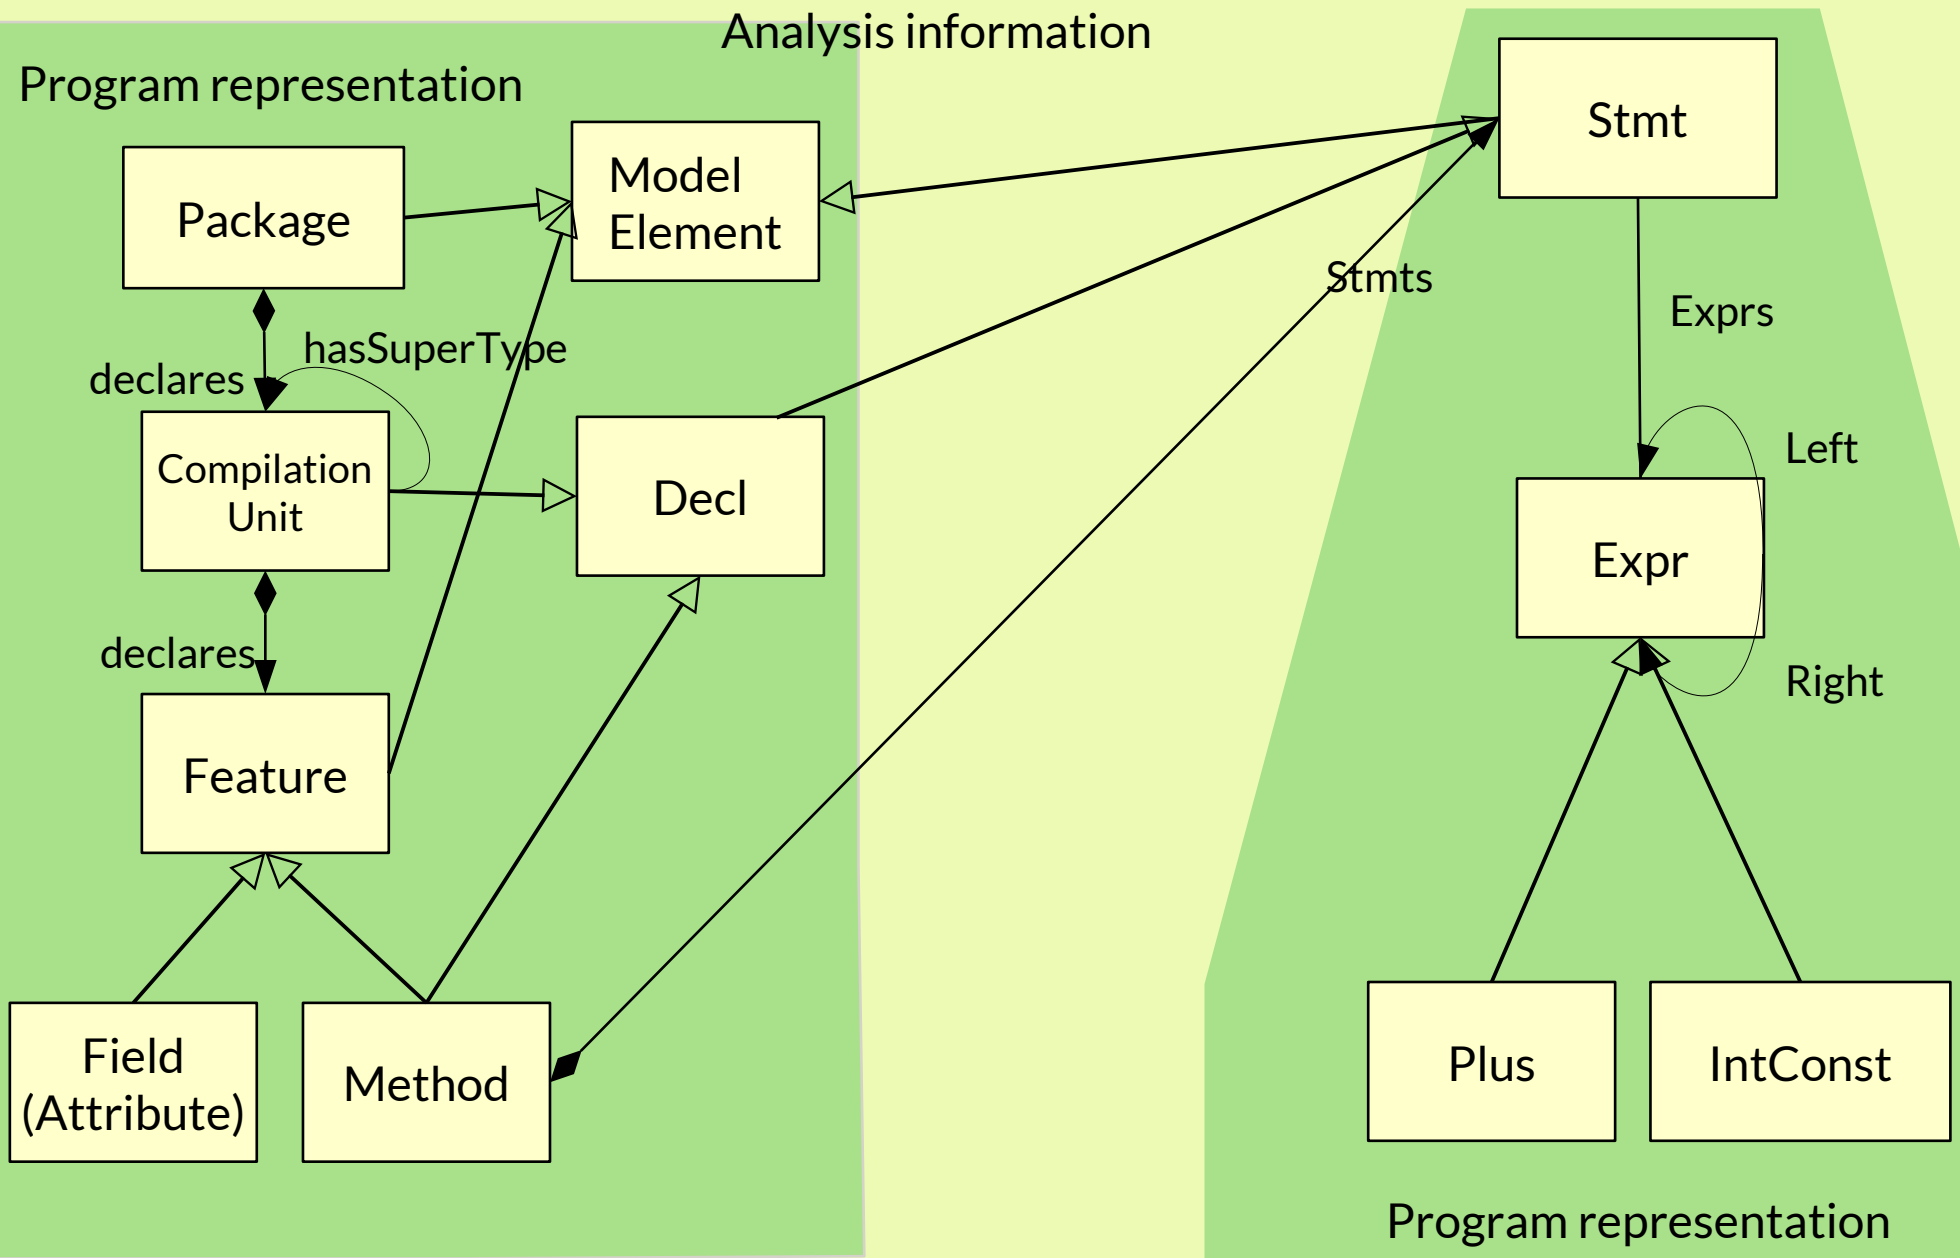 Analysis information
Program representation
Stmt
Model
Element
Package
Stmts
Exprs
hasSuperType
declares
Left
Compilation
Unit
Decl
Expr
declares
Right
Feature
Field
(Attribute)
Method
Plus
IntConst
Program representation